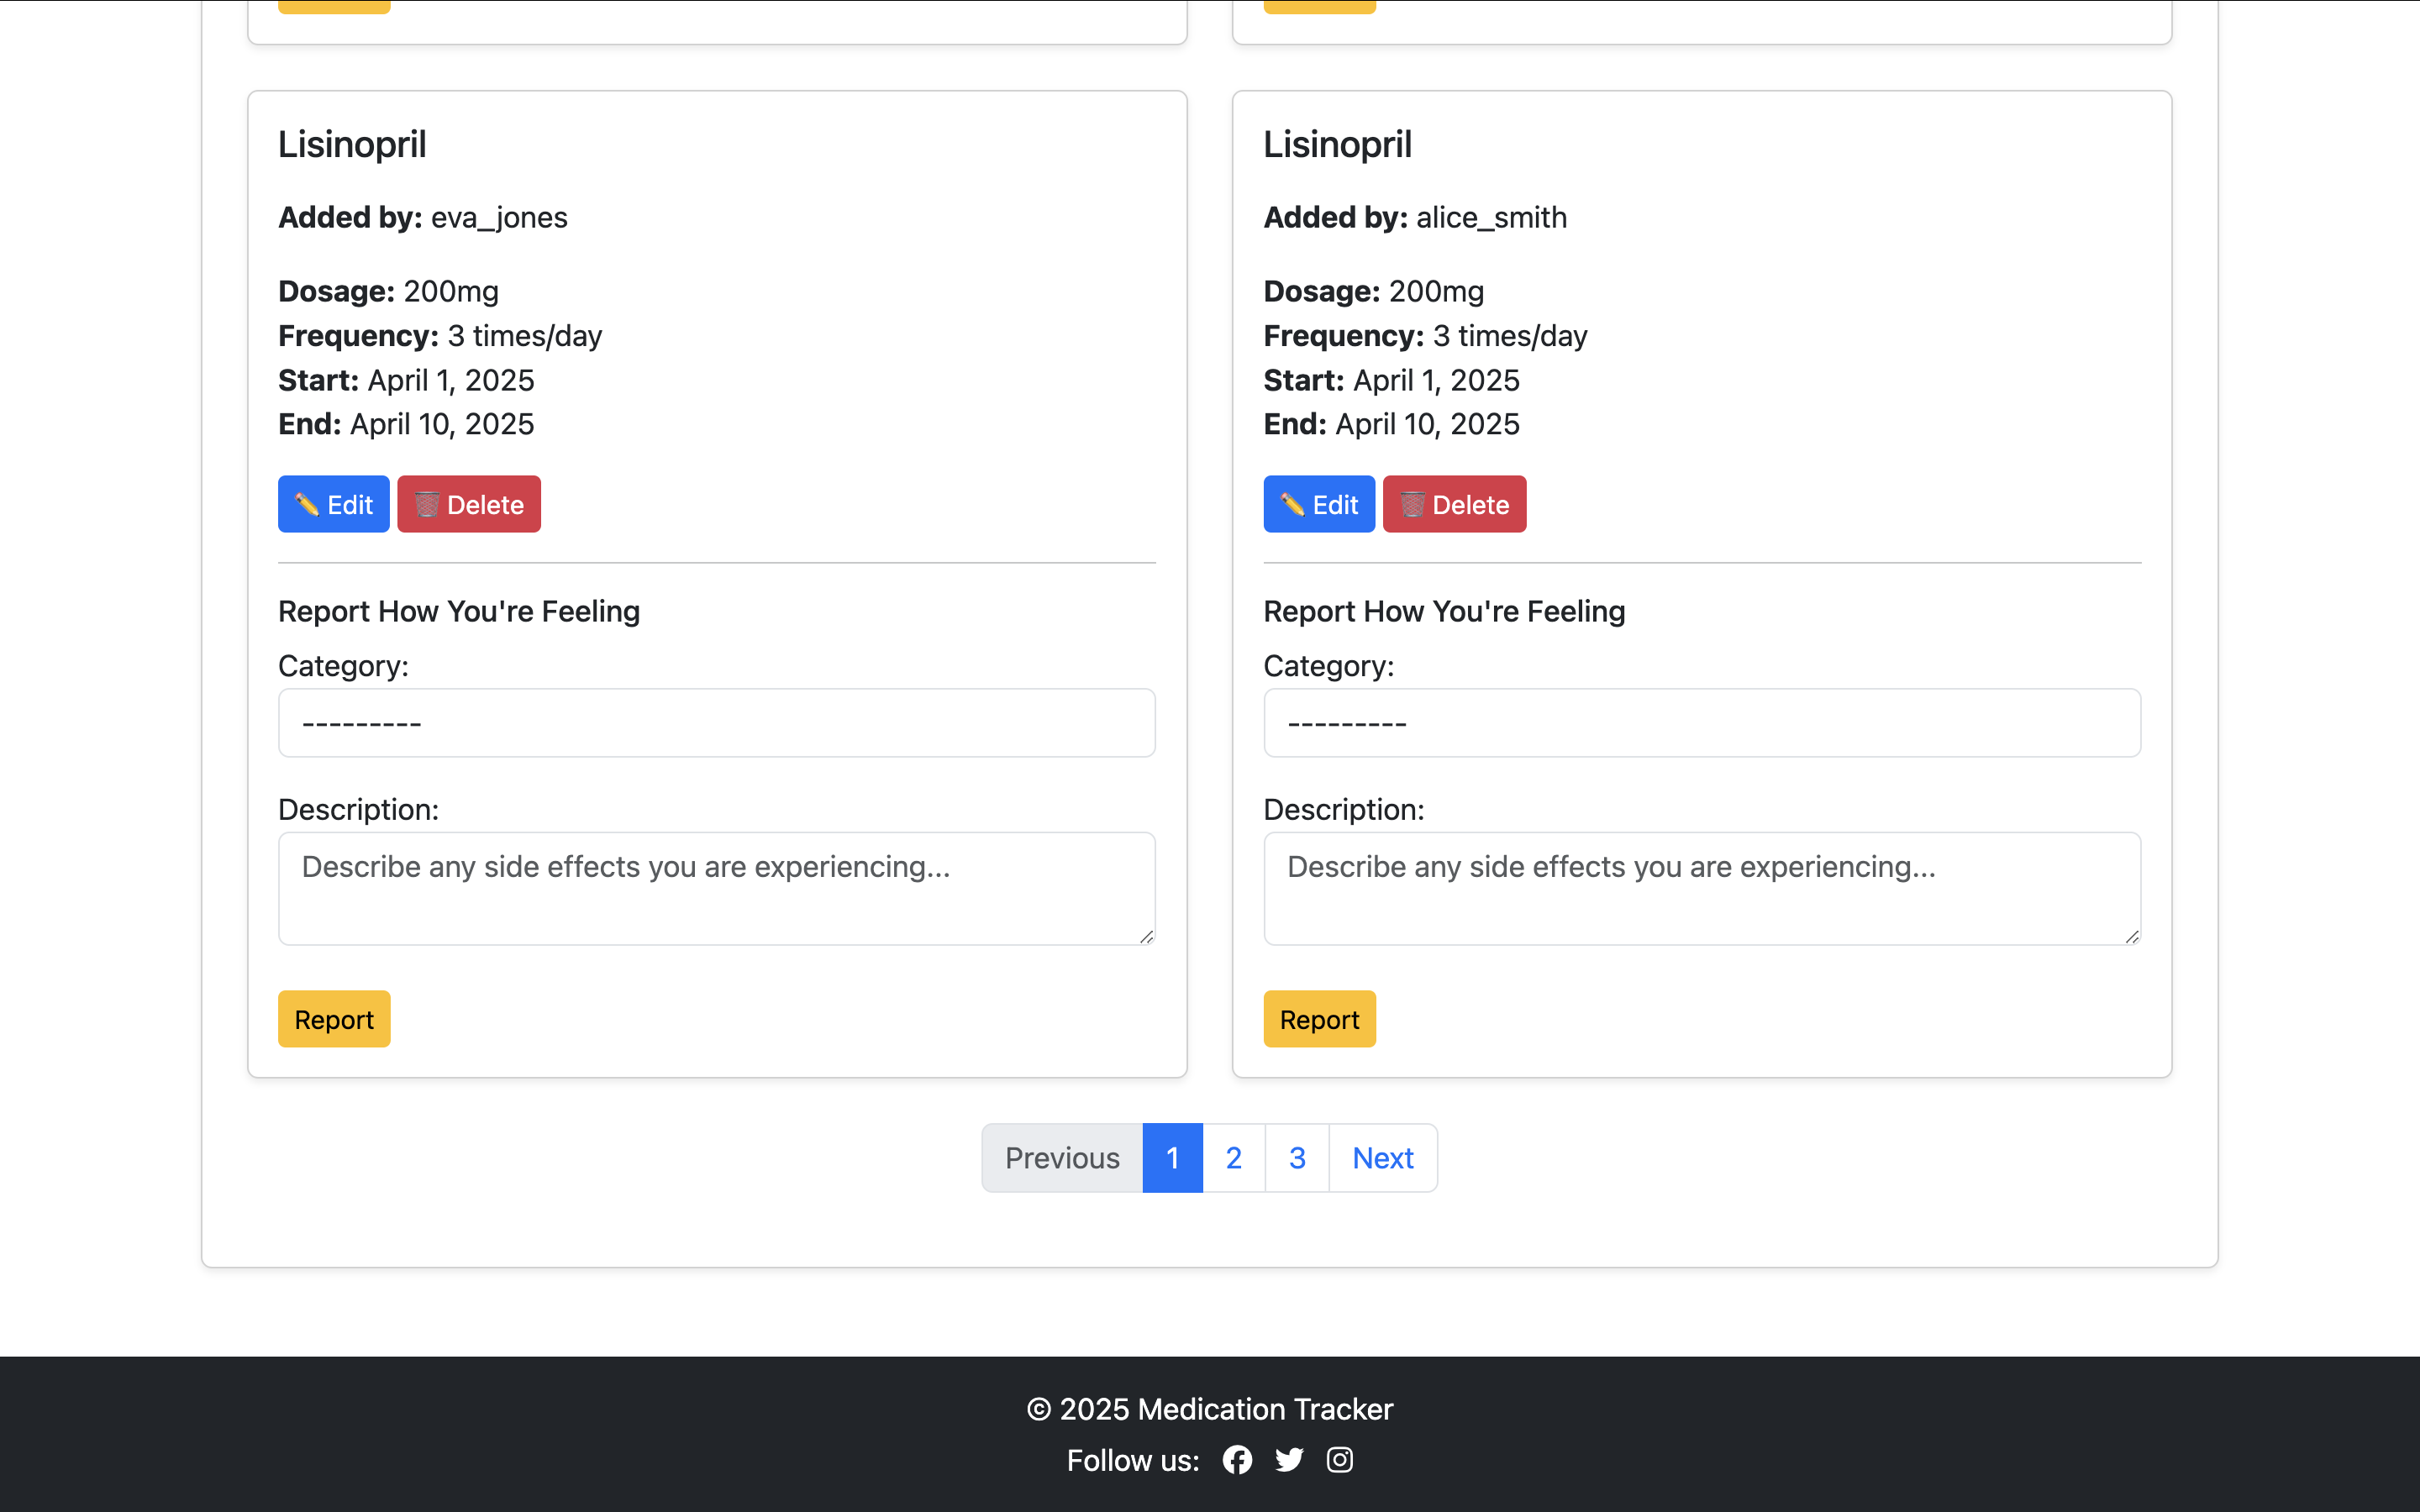 Lisinopril
Added by: eva_jones
Dosage: 200mg
Frequency: 3 times/day
Start: April 1, 2025
End: April 10, 2025
Edit Delete
Report How You're Feeling
Category:
---------
Description:
Describe any side effects you are experiencing...
Report
Lisinopril
Added by: alice_smith
Dosage: 200mg
Frequency: 3 times/day
Start: April 1, 2025
End: April 10, 2025
Edit Delete
Report How You're Feeling
Category:
---------
Description:
Describe any side effects you are experiencing...
Report
Previous 1 2 3 Next
© 2025 Medication Tracker
Follow us: